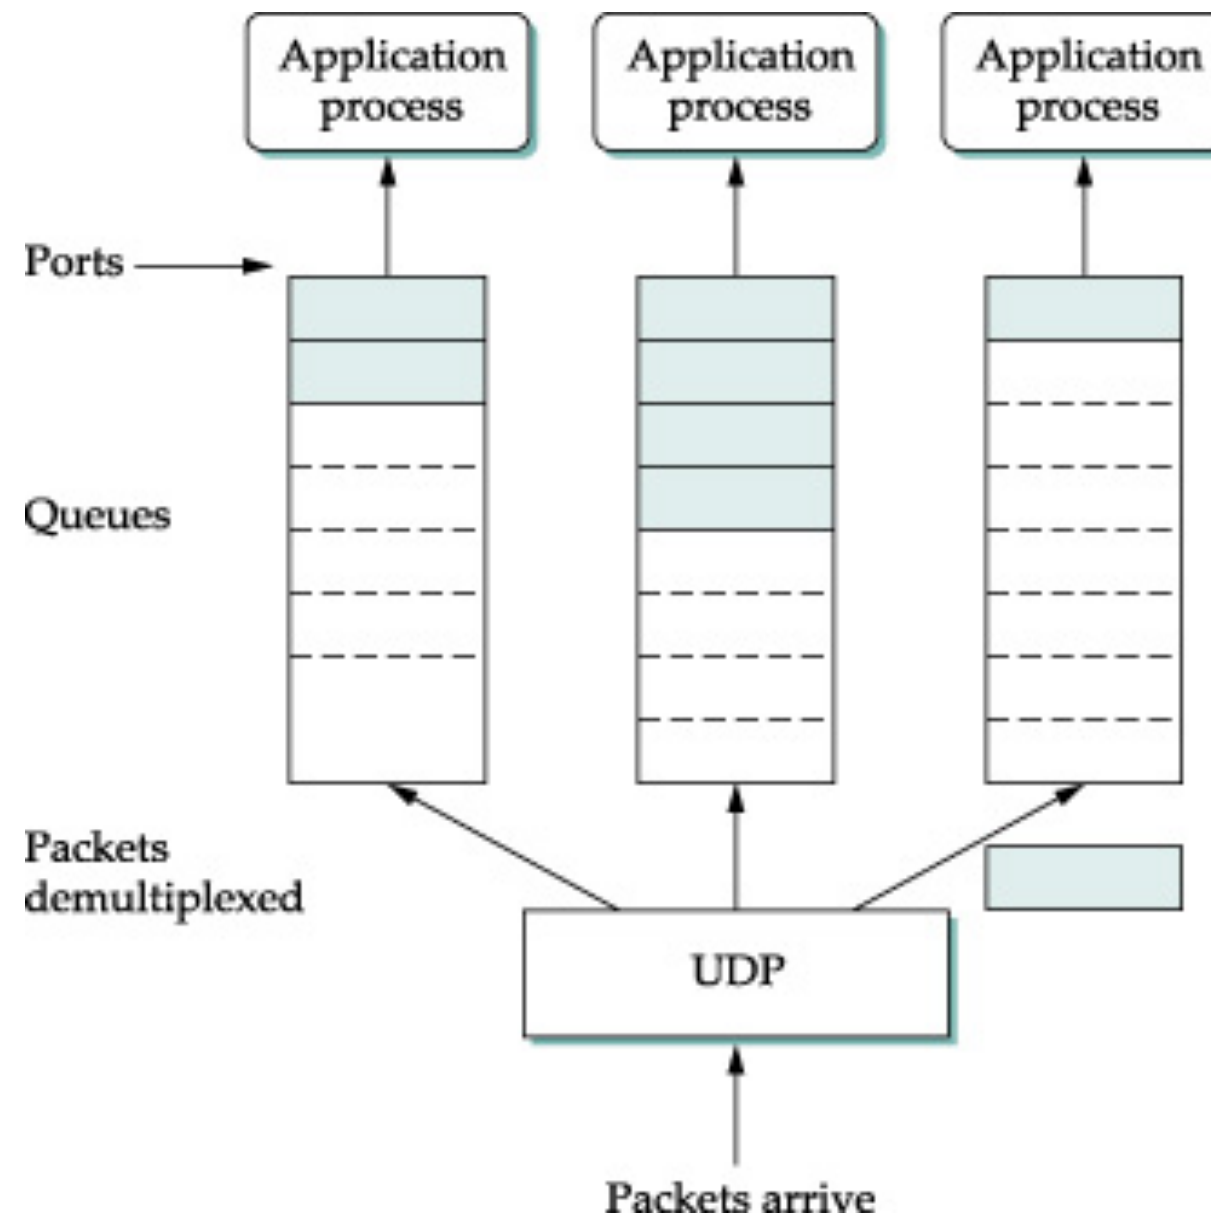 Application
process
Application
process
Application
process
Ports
Queues
Packets
demultiplexed
UDP
Packets arrive